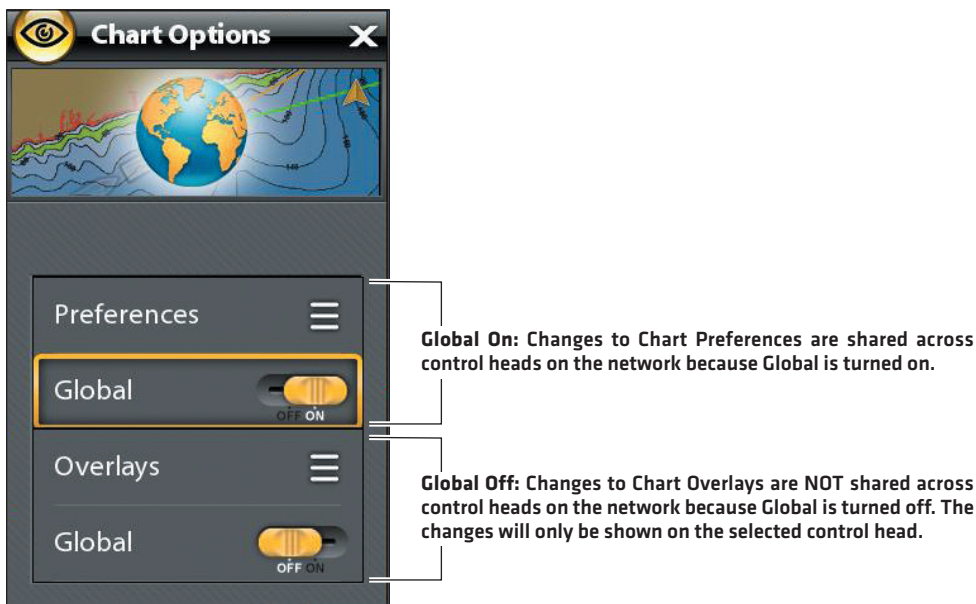 Chart Options X
Preferences
Global
OFF ON
Overlays
Global
OFF ON
Global On: Changes to Chart Preferences are shared across
control heads on the network because Global is turned on.
Global Off: Changes to Chart Overlays are NOT shared across
control heads on the network because Global is turned off. The
changes will only be shown on the selected control head.